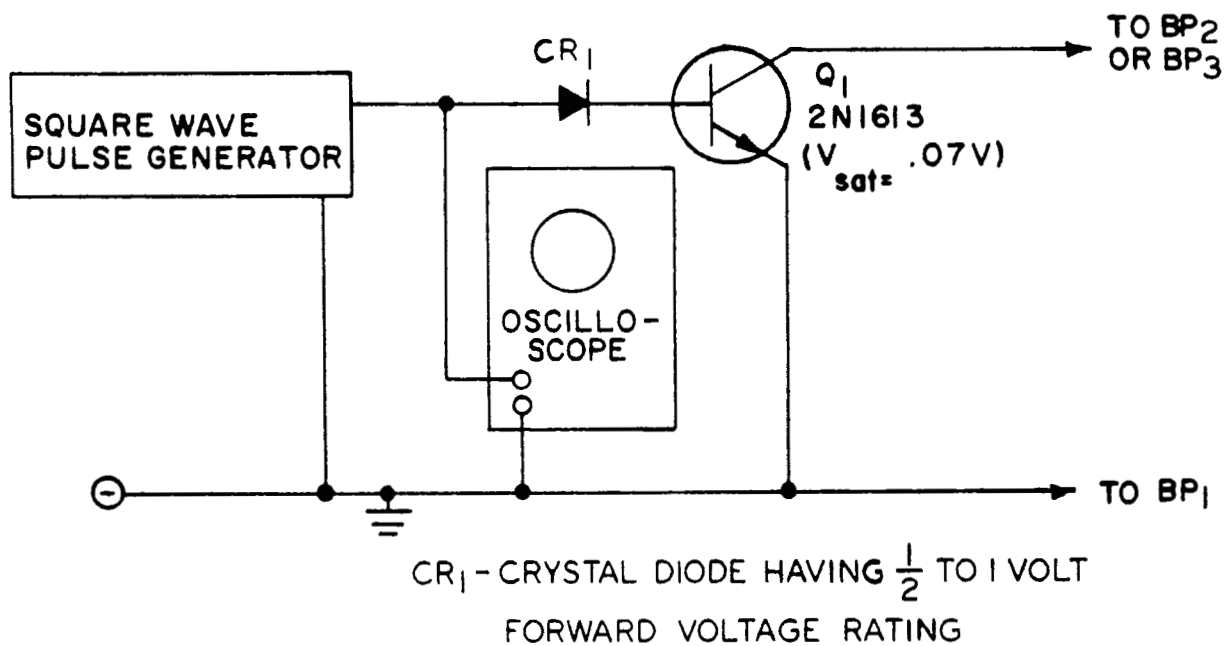 TO BP2
OR BP3
CR1
Q1
2N1613
(Vsat= .07V)
SQUARE WAVE
PULSE GENERATOR
OSCILLO-
SCOPE
-
TO BP1
CR1-CRYSTAL DIODE HAVING 1/2 TO 1 VOLT
FORWARD VOLTAGE RATING